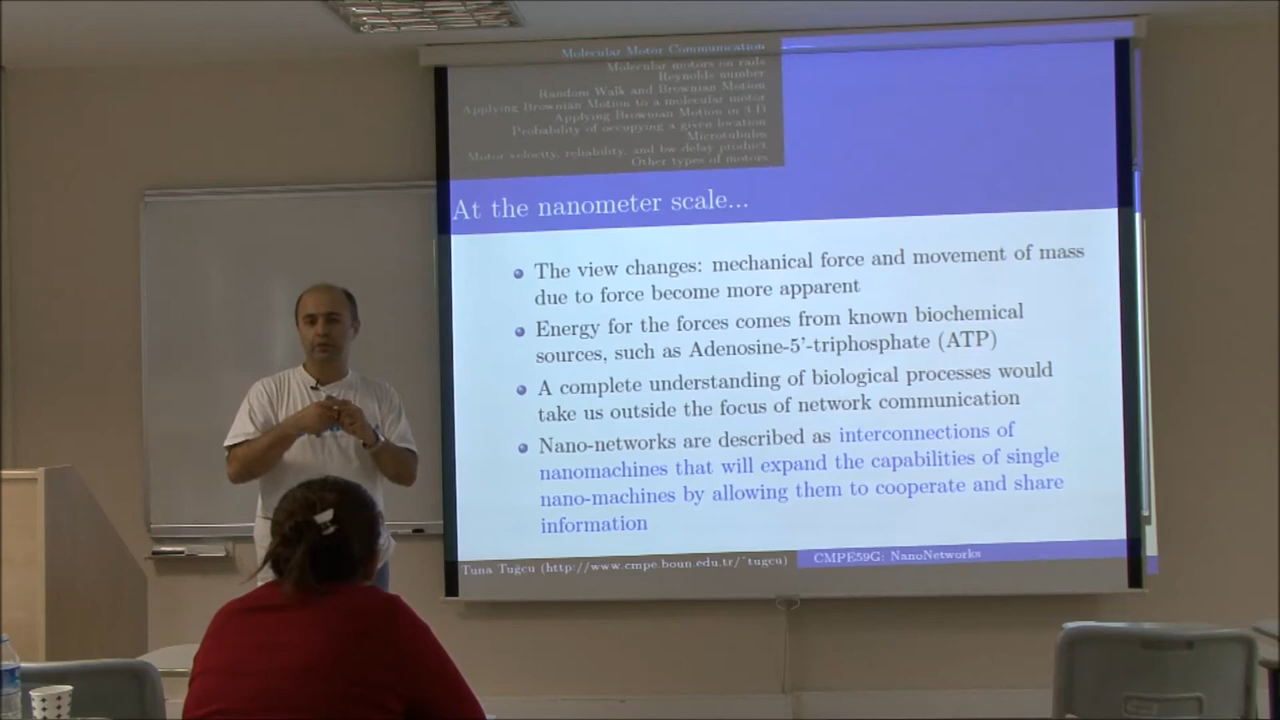 Molecular Motor Communication
Molecular motors on rails
Reynolds number
Random Walk and Brownian Motion
Applying Brownian Motion to a molecular motor
Applying Brownian Motion in 3-D
Probability of occupying a given location
Microtubules
Motor velocity, reliability, and bw delay product
Other types of motors
At the nanometer scale...
The view changes: mechanical force and movement of mass
due to force become more apparent
Energy for the forces comes from known biochemical
sources, such as Adenosine-5'-triphosphate (ATP)
A complete understanding of biological processes would
take us outside the focus of network communication
Nano-networks are described as interconnections of
nanomachines that will expand the capabilities of single
nano-machines by allowing them to cooperate and share
information
Tuna Tuğcu (http://www.cmpe.boun.edu.tr/~tugcu)
CMPE59G: NanoNetworks